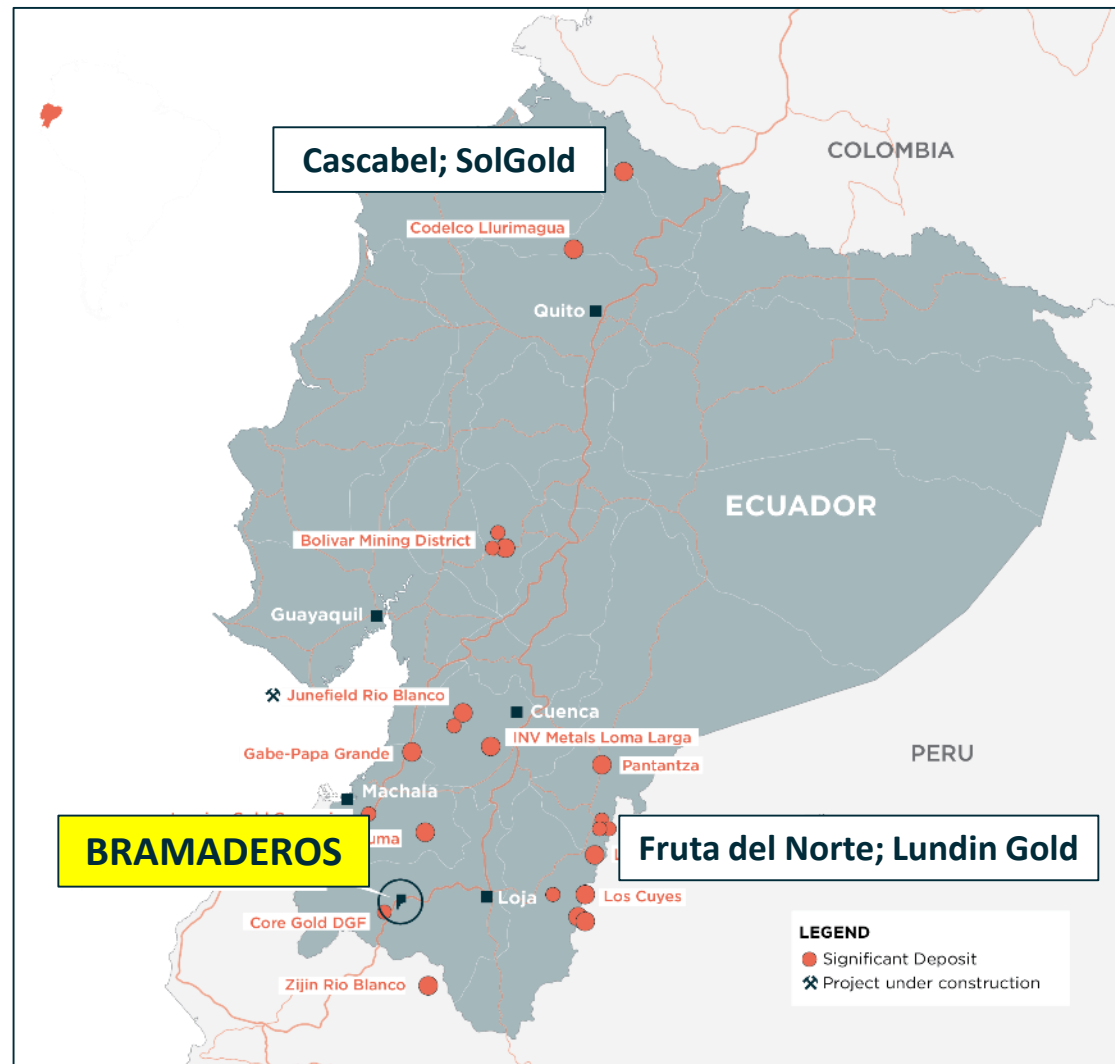 COLOMBIA
Cascabel; SolGold
Codelco Llurimagua
Quito
ECUADOR
Bolivar Mining District
Guayaquil
Junefield Rio Blanco
Cuenca
INV Metals Loma Larga
Gabe-Papa Grande
Pantantza
PERU
Machala
BRAMADEROS
Fruta del Norte; Lundin Gold
Loja
Los Cuyes
Core Gold DGF
Zijin Rio Blanco
LEGEND
Significant Deposit
Project under construction